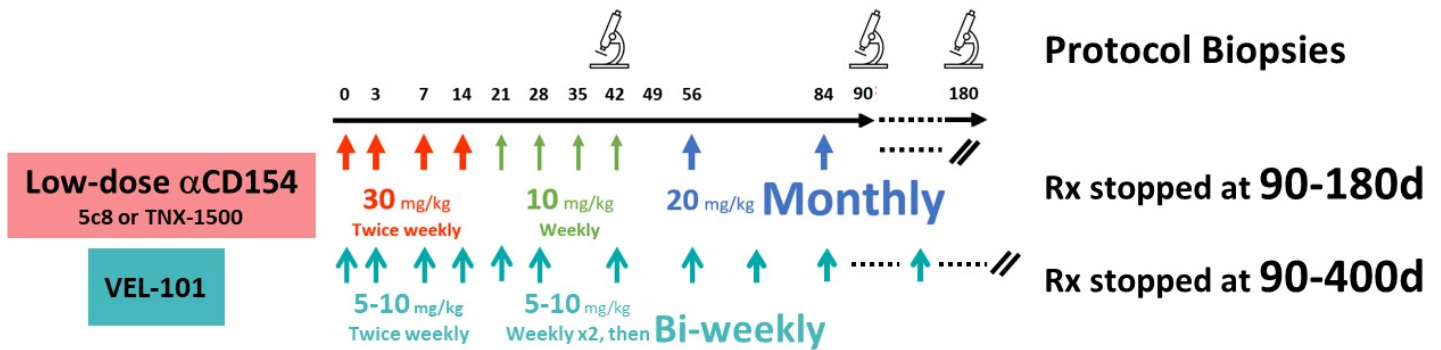 Protocol Biopsies
0 3 7 14 21 28 35 42 49 56 84 90 180
Low-dose αCD154
5c8 or TNX-1500
30 mg/kg
Twice weekly
10 mg/kg
Weekly
20 mg/kg Monthly
Rx stopped at 90-180d
VEL-101
5-10 mg/kg
Twice weekly
5-10 mg/kg
Weekly x2, then Bi-weekly
Rx stopped at 90-400d